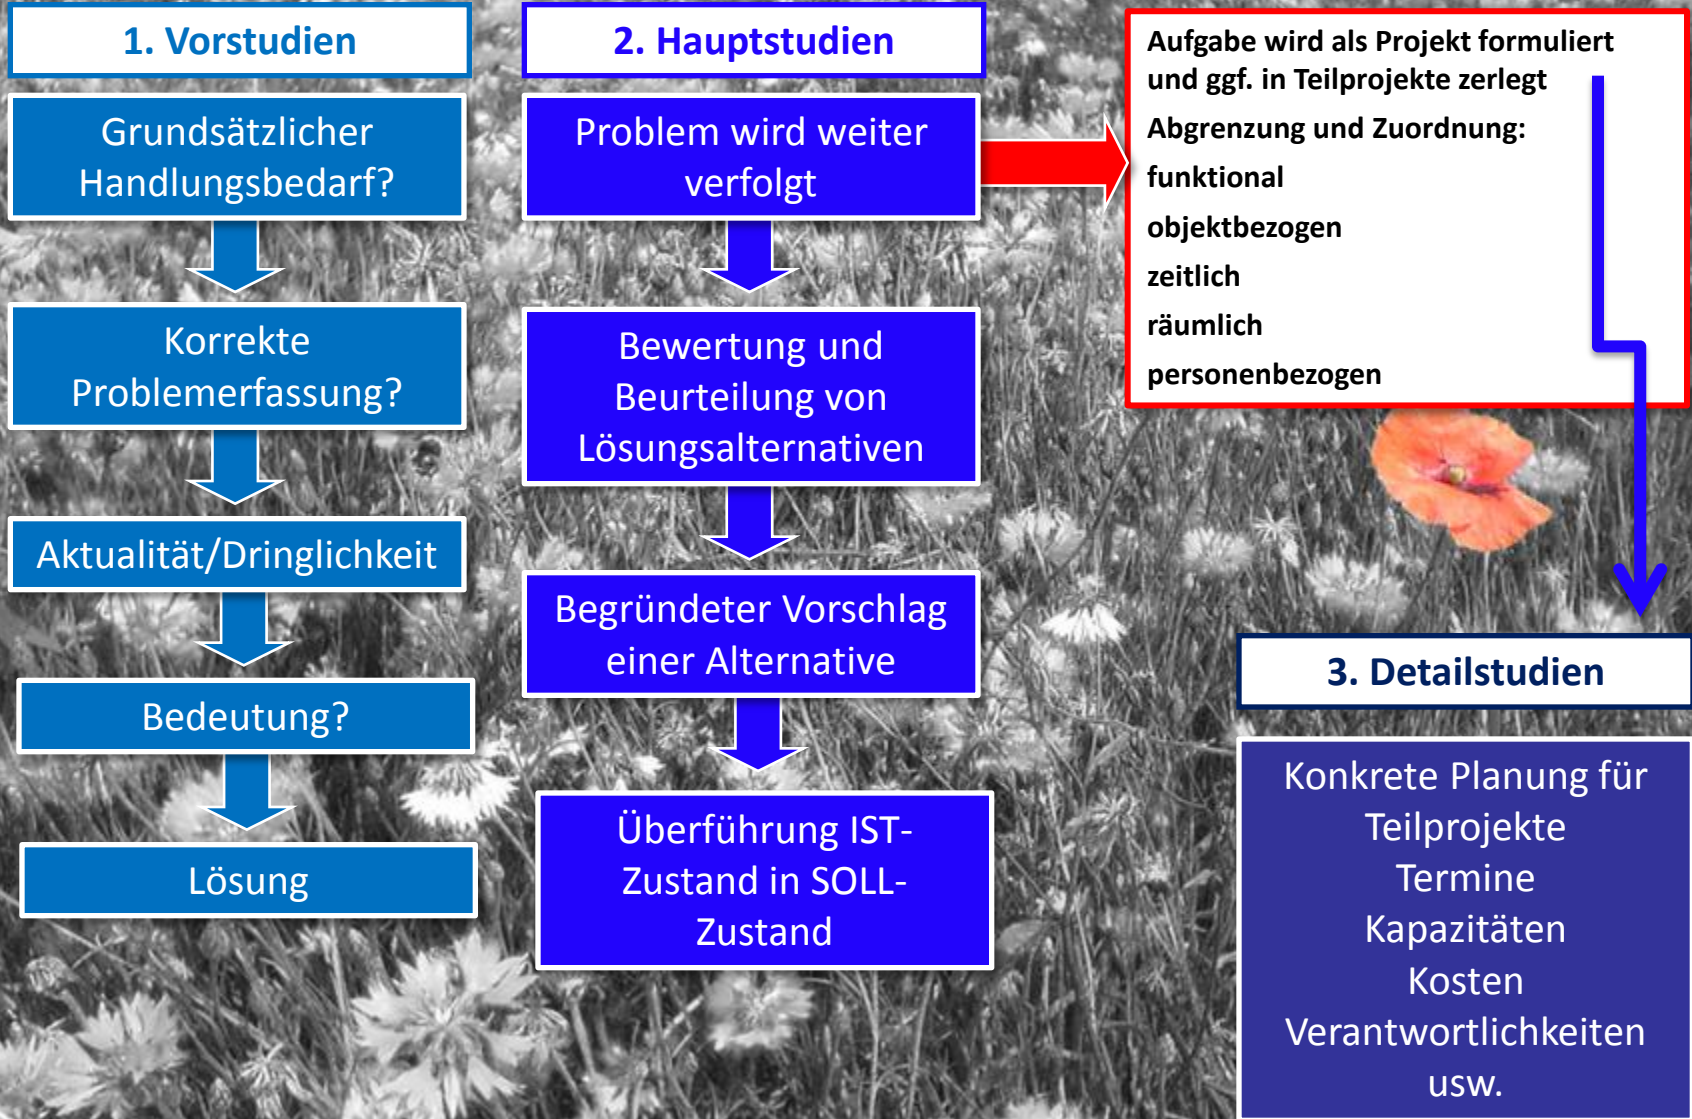 1. Vorstudien
Grundsätzlicher
Handlungsbedarf?
Korrekte
Problemerfassung?
Aktualität/Dringlichkeit
Bedeutung?
Lösung
2. Hauptstudien
Problem wird weiter
verfolgt
Bewertung und
Beurteilung von
Lösungsalternativen
Begründeter Vorschlag
einer Alternative
Überführung IST-
Zustand in SOLL-
Zustand
Aufgabe wird als Projekt formuliert
und ggf. in Teilprojekte zerlegt
Abgrenzung und Zuordnung:
funktional
objektbezogen
zeitlich
räumlich
personenbezogen
3. Detailstudien
Konkrete Planung für
Teilprojekte
Termine
Kapazitäten
Kosten
Verantwortlichkeiten
usw.